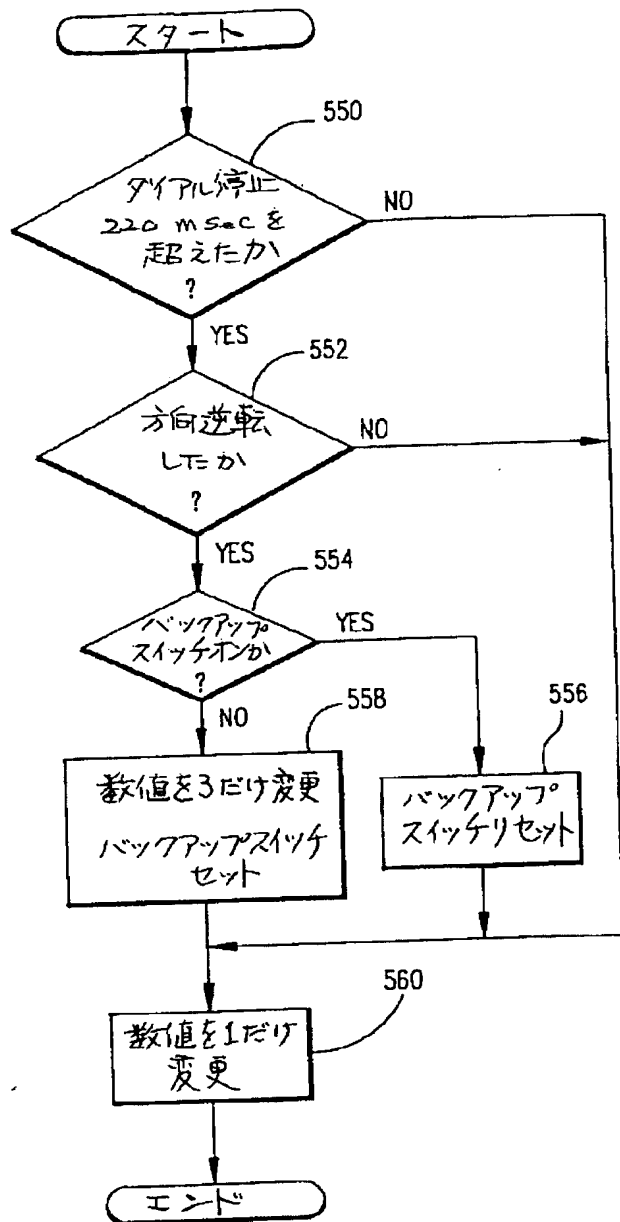 スタート
550
ダイアル停止
220 msecを
超えたか
?
NO
YES
552
方向逆転
したか
?
NO
YES
554
バックアップ
スイッチオンか
?
YES
NO
558
数値を3だけ変更
バックアップスイッチ
セット
556
バックアップ
スイッチリセット
560
数値を1だけ
変更
エンド